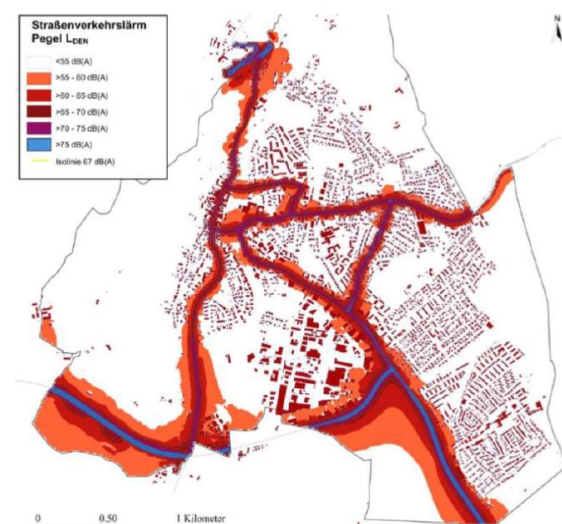 Straßenverkehrslärm
Pegel LDEN
<55 dB(A)
>55 - 60 dB(A)
>60 - 65 dB(A)
>65 - 70 dB(A)
>70 - 75 dB(A)
>75 dB(A)
Isolinie 67 dB(A)
N
0 0.50 1 Kilometer